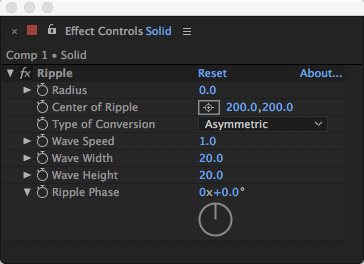 × Effect Controls Solid
Comp 1 • Solid
fx Ripple Reset About...
Radius 0.0
Center of Ripple 200.0,200.0
Type of Conversion Asymmetric
Wave Speed 1.0
Wave Width 20.0
Wave Height 20.0
Ripple Phase 0x+0.0°